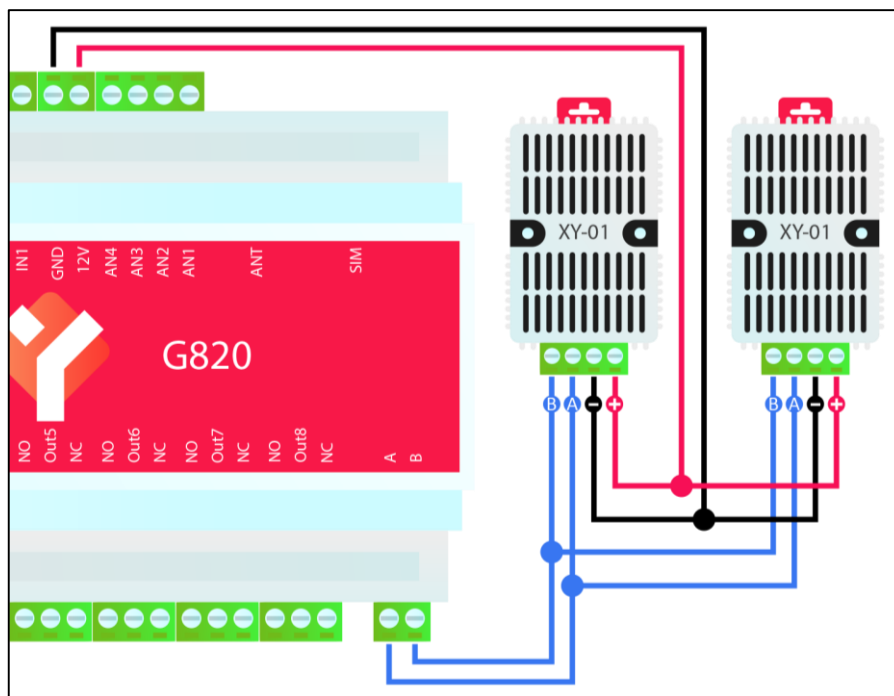 IN1
GND
12V
AN4
AN3
AN2
AN1
ANT
SIM
G820
NO
Out5
NC
NO
Out6
NC
NO
Out7
NC
NO
Out8
NC
A
B
XY-01
XY-01
B A − +
B A − +